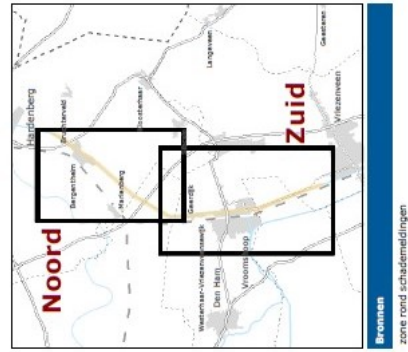 Hardenberg
Noord
Bruchterveld
Bergentheim
Mariënberg
Kloosterhaar
Langeveen
Geerdijk
Westerhaar-Vriezenveensewijk
Den Ham
Vroomshoop
Zuid
Geesteren
Vriezenveen
Bronnen
zone rond schademeldingen